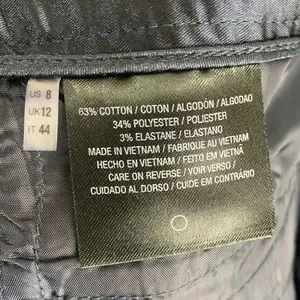 US 8
UK 12
IT 44
63% COTTON / COTON / ALGODÓN / ALGODAO
34% POLYESTER / POLIESTER
3% ELASTANE / ELASTANO
MADE IN VIETNAM / FABRIQUE AU VIETNAM
HECHO EN VIETNAM / FEITO EM VIETNÃ
CARE ON REVERSE / VOIR VERSO /
CUIDADO AL DORSO / CUIDE EM CONTRÁRIO